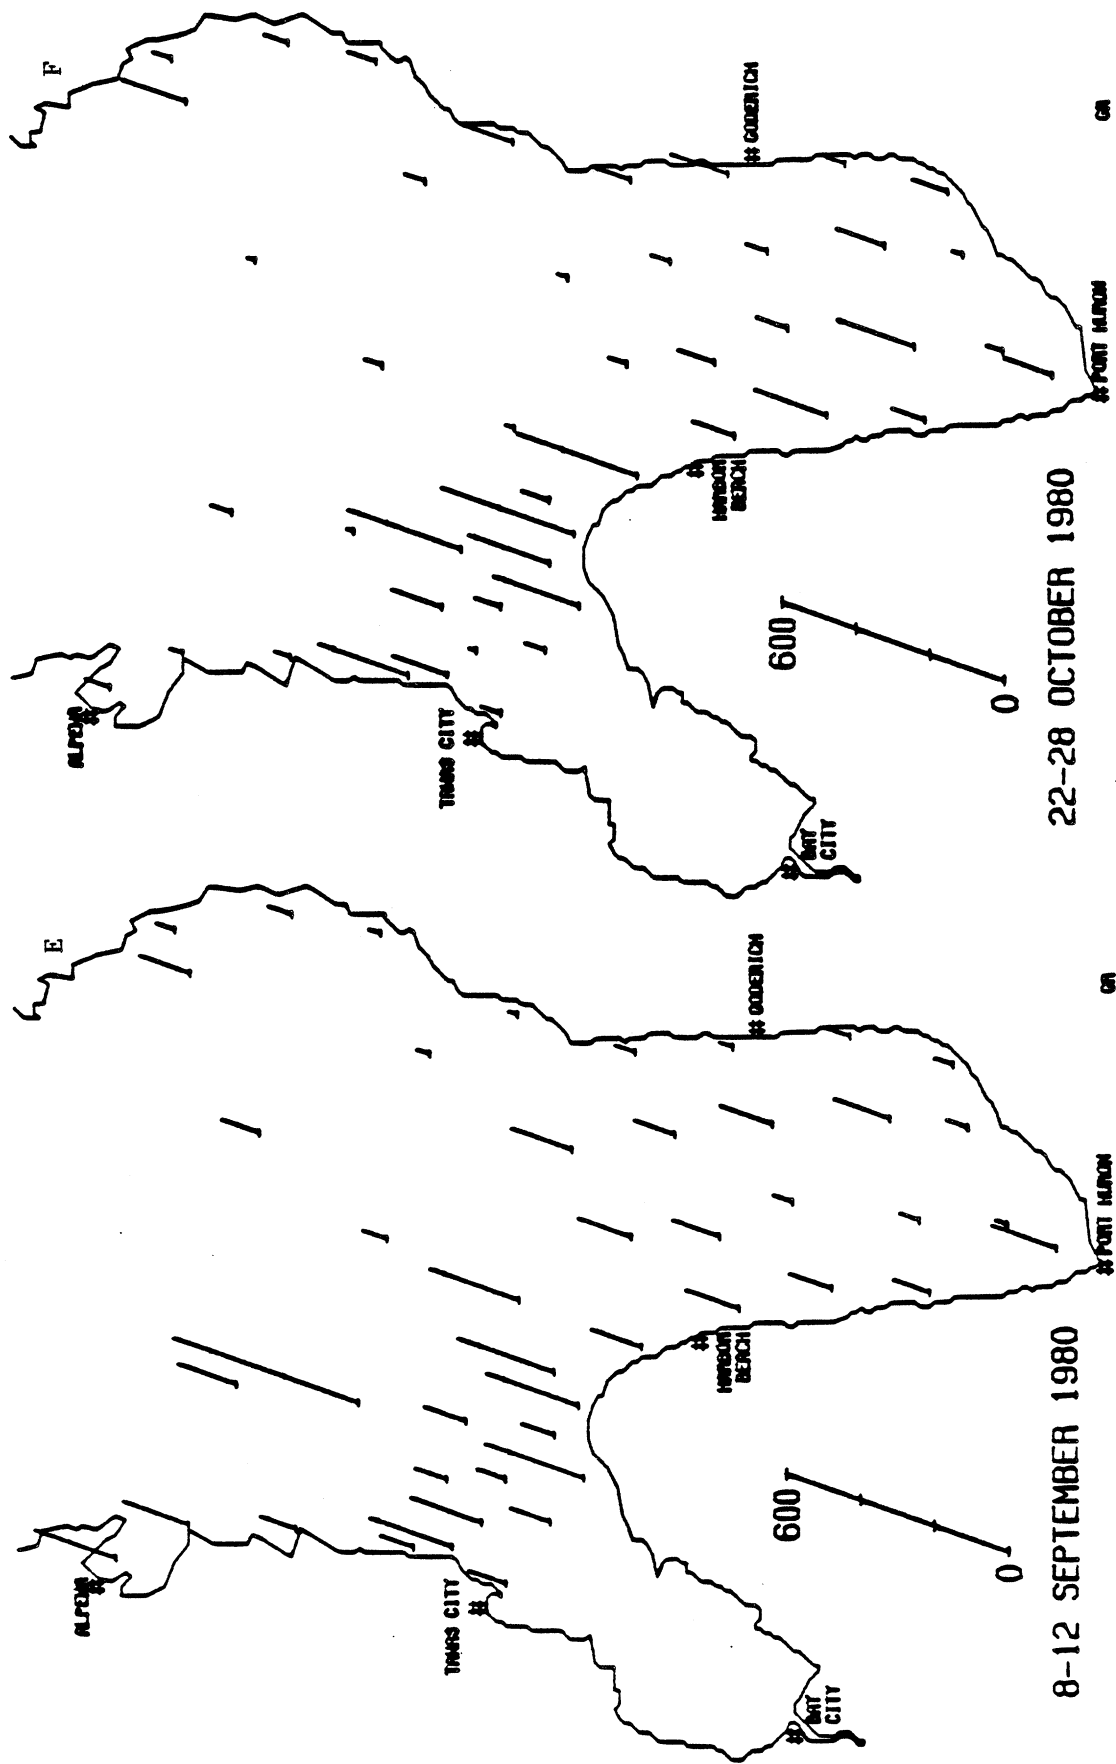 E
ALPENA
#
TAWAS CITY
#
# GODERICH
#
HARBOR
BEACH
#
BAY
CITY
# PORT HURON
600
0
8-12 SEPTEMBER 1980
GR
F
ALPENA
#
TAWAS CITY
#
# GODERICH
#
HARBOR
BEACH
#
BAY
CITY
# PORT HURON
600
0
22-28 OCTOBER 1980
GR